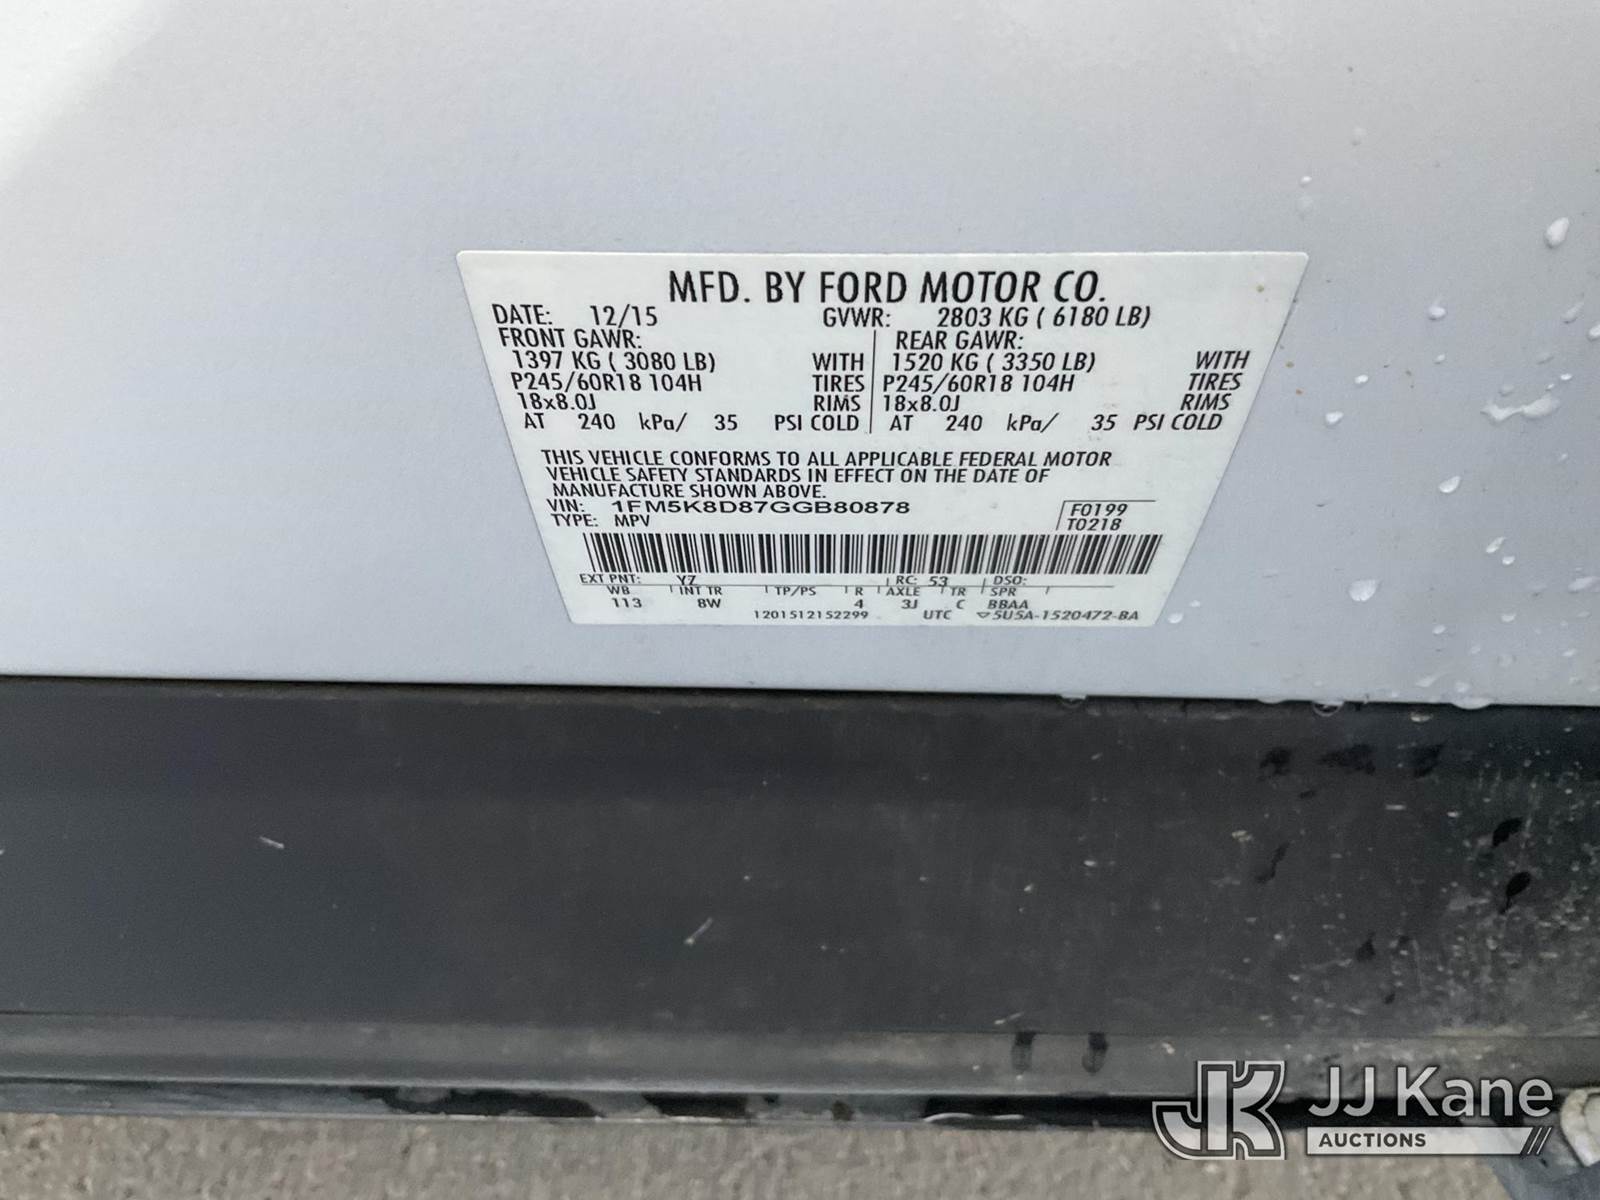 MFD. BY FORD MOTOR CO.
DATE: 12/15 GVWR: 2803 KG ( 6180 LB)
FRONT GAWR: REAR GAWR:
1397 KG ( 3080 LB) WITH 1520 KG ( 3350 LB) WITH
P245/60R18 104H TIRES P245/60R18 104H TIRES
18x8.0J RIMS 18x8.0J RIMS
AT 240 kPa/ 35 PSI COLD AT 240 kPa/ 35 PSI COLD
THIS VEHICLE CONFORMS TO ALL APPLICABLE FEDERAL MOTOR
VEHICLE SAFETY STANDARDS IN EFFECT ON THE DATE OF
MANUFACTURE SHOWN ABOVE.
VIN: 1FM5K8D87GGB80878 F0199
TYPE: MPV T0218
EXT PNT: YZ RC: 53 DSO:
WB INT TR TP/PS R AXLE TR SPR
113 8W 4 3J C BBAA
1201512152299 UTC 5U5A-1520472-BA
JK JJ Kane
AUCTIONS